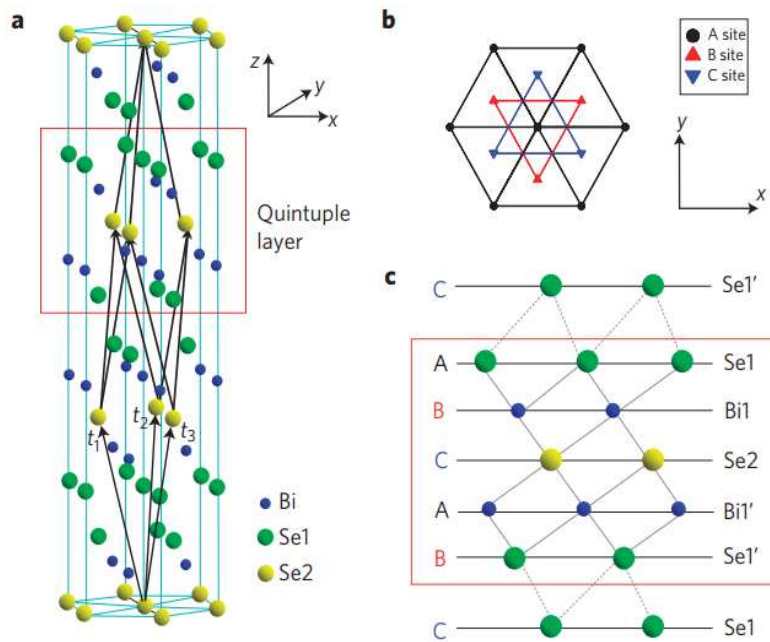 a
z
y
x
Quintuple
layer
t1
t2
t3
Bi
Se1
Se2
b
A site
B site
C site
y
x
c
C Se1′
A Se1
B Bi1
C Se2
A Bi1′
B Se1′
C Se1